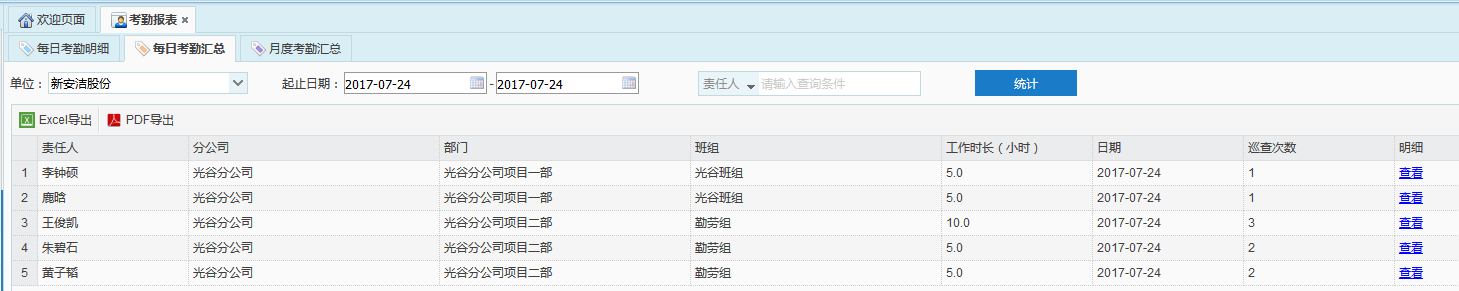 欢迎页面 考勤报表
每日考勤明细 每日考勤汇总 月度考勤汇总
单位： 新安洁股份 起止日期： 2017-07-24 - 2017-07-24 责任人 请输入查询条件 统计
Excel导出 PDF导出
责任人 分公司 部门 班组 工作时长（小时） 日期 巡查次数 明细
1 李钟硕 光谷分公司 光谷分公司项目一部 光谷班组 5.0 2017-07-24 1 查看
2 鹿晗 光谷分公司 光谷分公司项目一部 光谷班组 5.0 2017-07-24 1 查看
3 王俊凯 光谷分公司 光谷分公司项目二部 勤劳组 10.0 2017-07-24 3 查看
4 朱碧石 光谷分公司 光谷分公司项目二部 勤劳组 5.0 2017-07-24 2 查看
5 黄子韬 光谷分公司 光谷分公司项目二部 勤劳组 5.0 2017-07-24 2 查看